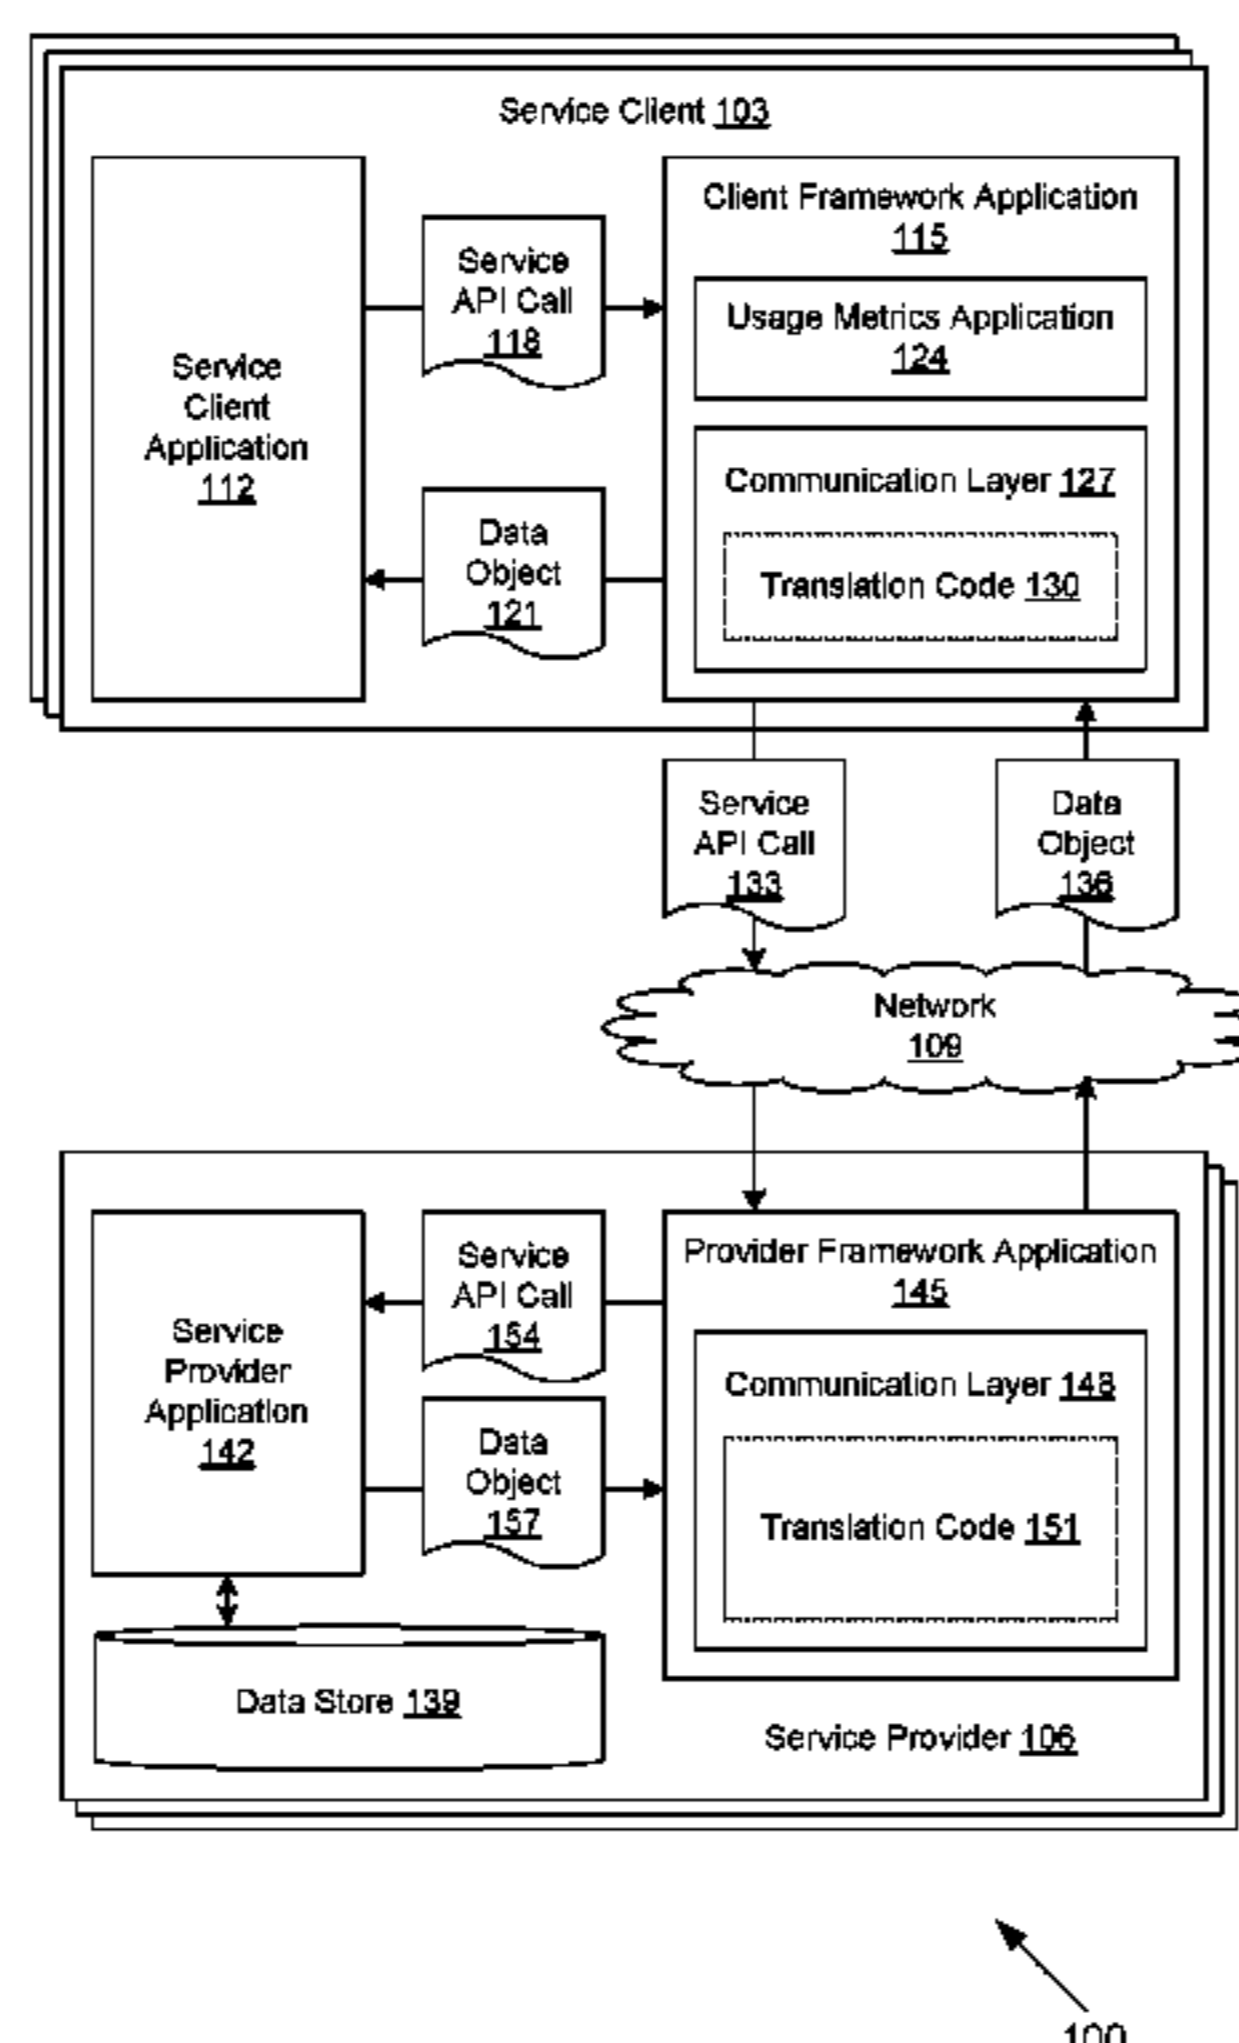 Service Client 103
Client Framework Application
115
Service
API Call
118
Usage Metrics Application
124
Service
Client
Application
112
Communication Layer 127
Data
Object
121
Translation Code 130
Service
API Call
133
Data
Object
136
Network
109
Provider Framework Application
145
Service
API Call
154
Service
Provider
Application
142
Communication Layer 148
Data
Object
157
Translation Code 151
Data Store 139
Service Provider 106
100